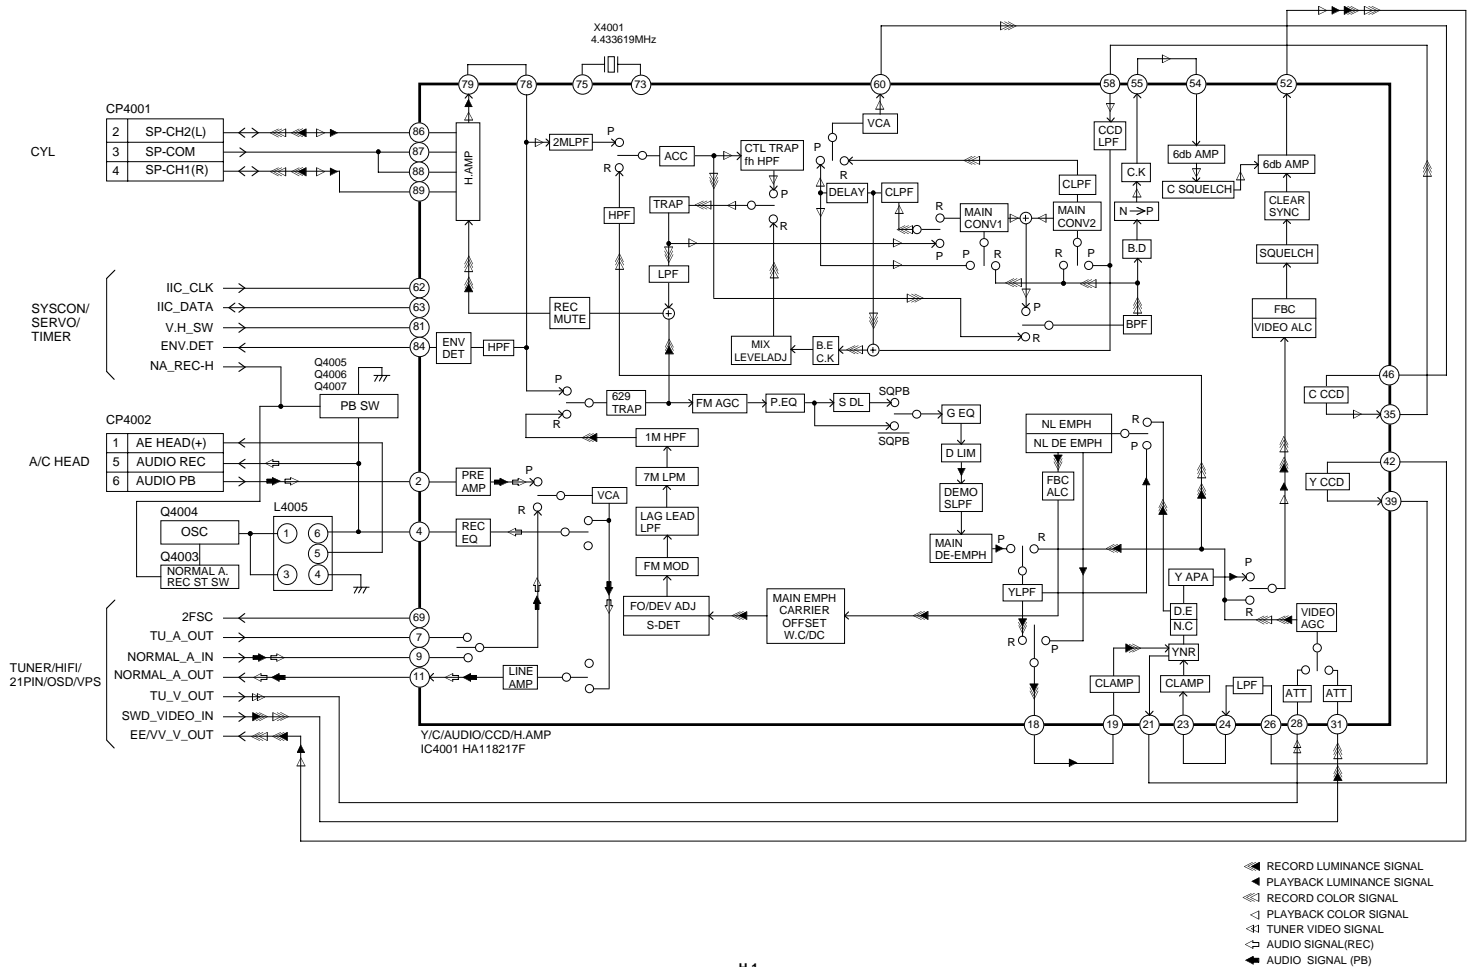 X4001
4.433619MHz
79
78
75
73
60
58
55
54
52
CP4001
2 SP-CH2(L)
3 SP-COM
4 SP-CH1(R)
CYL
86
87
88
89
H.AMP
2MLPF
P
R
ACC
HPF
CTL TRAP
fh HPF
P
R
TRAP
LPF
VCA
P
R
DELAY
CLPF
CCD
LPF
CLPF
R
P
MAIN
CONV1
MAIN
CONV2
P
R
R
P
C.K
N→P
B.D
BPF
P
R
6db AMP
C SQUELCH
6db AMP
CLEAR
SYNC
SQUELCH
FBC
VIDEO ALC
SYSCON/
SERVO/
TIMER
IIC_CLK
IIC_DATA
V.H_SW
ENV.DET
NA_REC-H
62
63
81
84
ENV
DET
HPF
REC
MUTE
MIX
LEVELADJ
B.E
C.K
Q4005
Q4006
Q4007
PB SW
46
C CCD
35
42
Y CCD
39
CP4002
1 AE HEAD(+)
5 AUDIO REC
6 AUDIO PB
A/C HEAD
P
R
629
TRAP
FM AGC
P.EQ
S DL
SQPB
SQPB
G EQ
D LIM
DEMO
SLPF
MAIN
DE-EMPH
P
R
1M HPF
7M LPM
LAG LEAD
LPF
FM MOD
FO/DEV ADJ
S-DET
MAIN EMPH
CARRIER
OFFSET
W.C/DC
NL EMPH
NL DE EMPH
R
P
FBC
ALC
YLPF
R
P
2
PRE
AMP
P
R
VCA
4
REC
EQ
Q4004
OSC
Q4003
NORMAL A.
REC ST SW
L4005
1
6
5
3
4
Y APA
P
R
D.E
N.C
YNR
VIDEO
AGC
CLAMP
CLAMP
LPF
ATT
ATT
TUNER/HIFI/
21PIN/OSD/VPS
2FSC
TU_A_OUT
NORMAL_A_IN
NORMAL_A_OUT
TU_V_OUT
SWD_VIDEO_IN
EE/VV_V_OUT
69
7
9
11
LINE
AMP
18
19
21
23
24
26
28
31
Y/C/AUDIO/CCD/H.AMP
IC4001 HA118217F
RECORD LUMINANCE SIGNAL
PLAYBACK LUMINANCE SIGNAL
RECORD COLOR SIGNAL
PLAYBACK COLOR SIGNAL
TUNER VIDEO SIGNAL
AUDIO SIGNAL(REC)
AUDIO SIGNAL (PB)